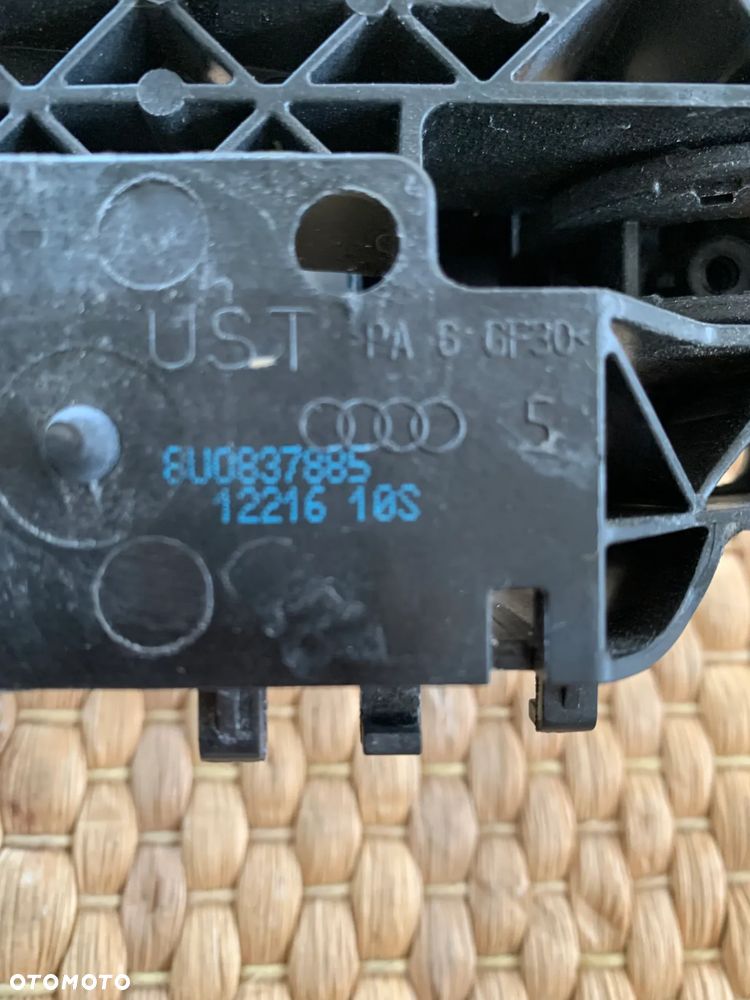 UST >PA 6 GF30<
5
8U0837885
12216 10S
OTOMOTO